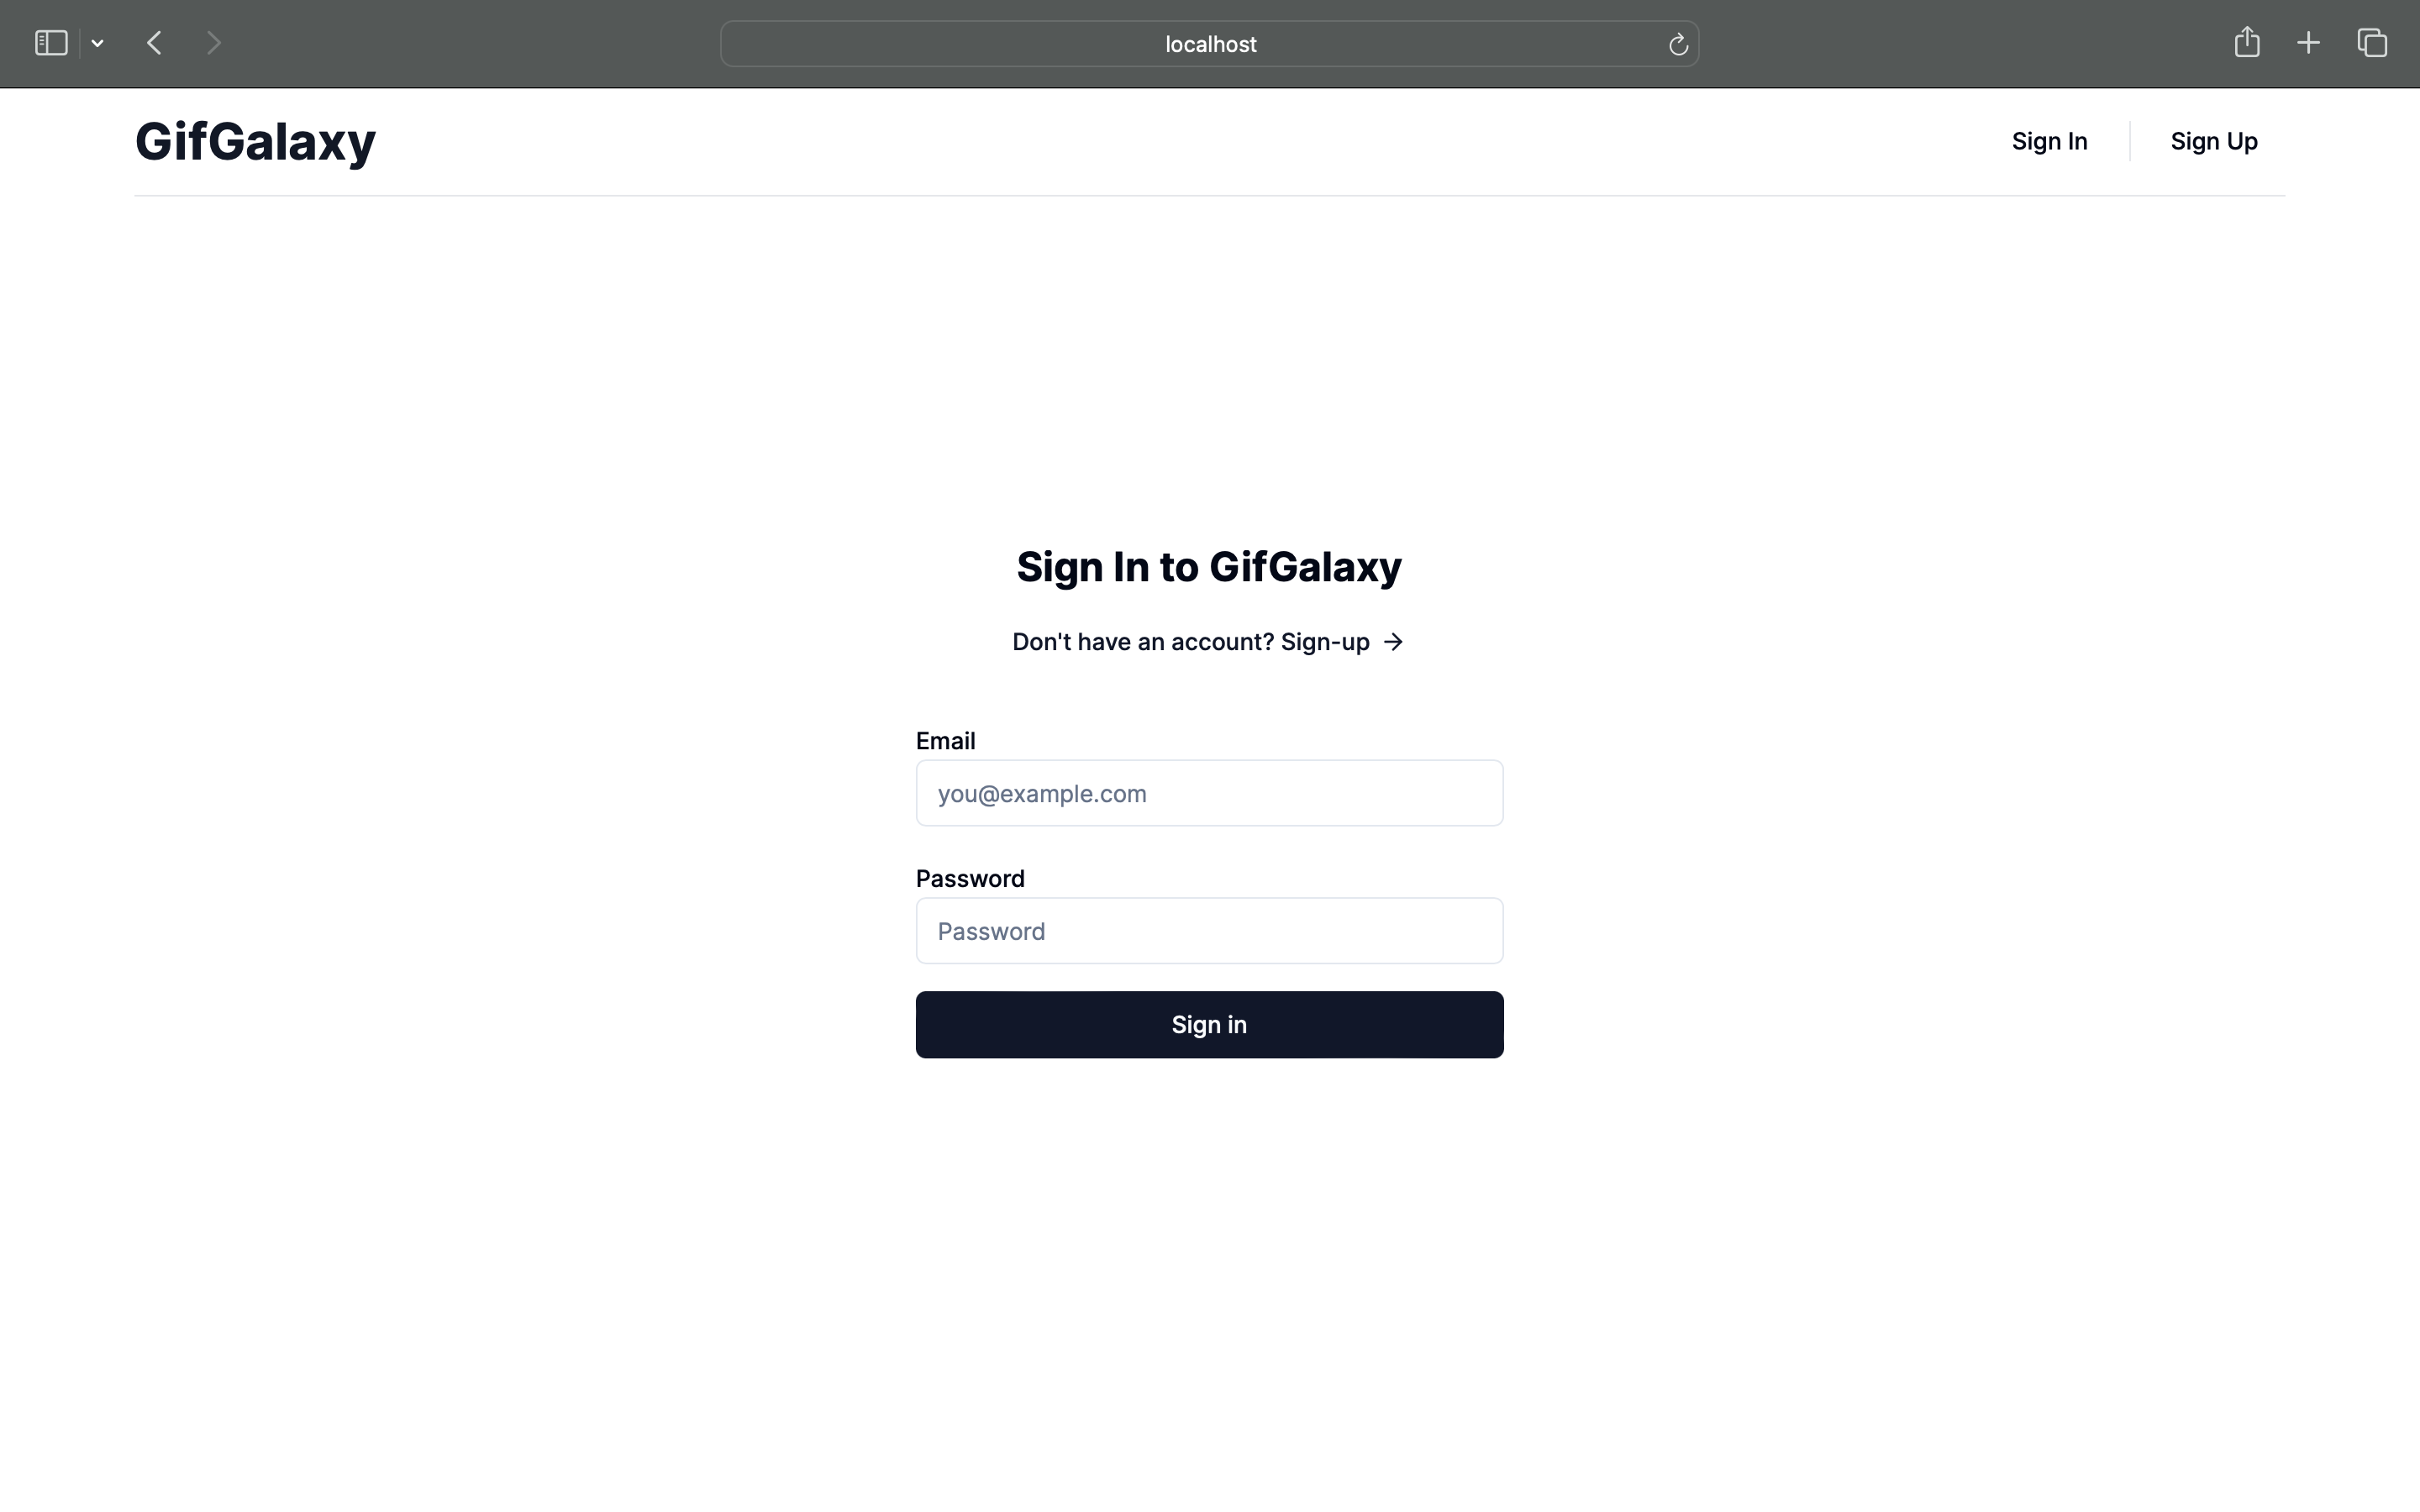 localhost
GifGalaxy
Sign In
Sign Up
Sign In to GifGalaxy
Don't have an account? Sign-up →
Email
you@example.com
Password
Password
Sign in